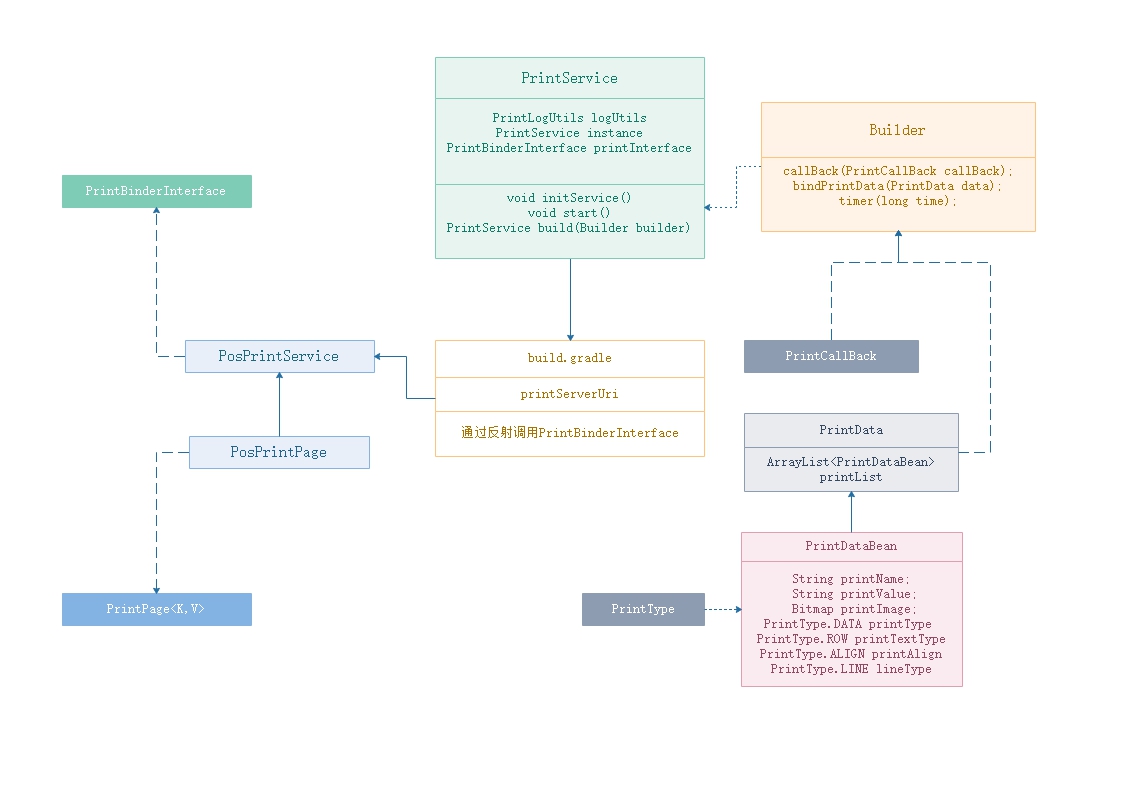 PrintService
PrintLogUtils logUtils
PrintService instance
PrintBinderInterface printInterface
void initService()
void start()
PrintService build(Builder builder)
Builder
callBack(PrintCallBack callBack);
bindPrintData(PrintData data);
timer(long time);
PrintBinderInterface
PosPrintService
build.gradle
printServerUri
通过反射调用PrintBinderInterface
PrintCallBack
PosPrintPage
PrintData
ArrayList<PrintDataBean>
printList
PrintPage<K,V>
PrintType
PrintDataBean
String printName;
String printValue;
Bitmap printImage;
PrintType.DATA printType
PrintType.ROW printTextType
PrintType.ALIGN printAlign
PrintType.LINE lineType